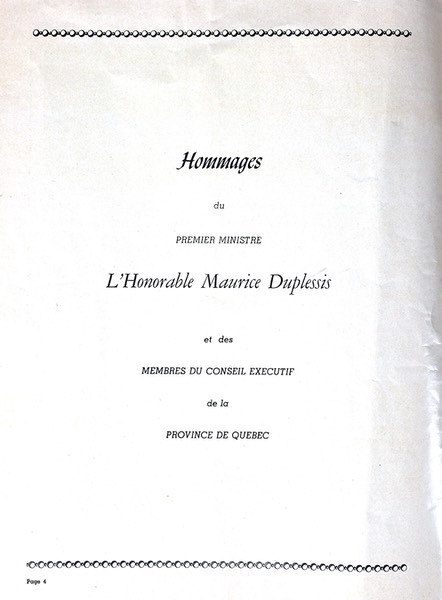 Hommages
du
PREMIER MINISTRE
L'Honorable Maurice Duplessis
et des
MEMBRES DU CONSEIL EXECUTIF
de la
PROVINCE DE QUEBEC
Page 4